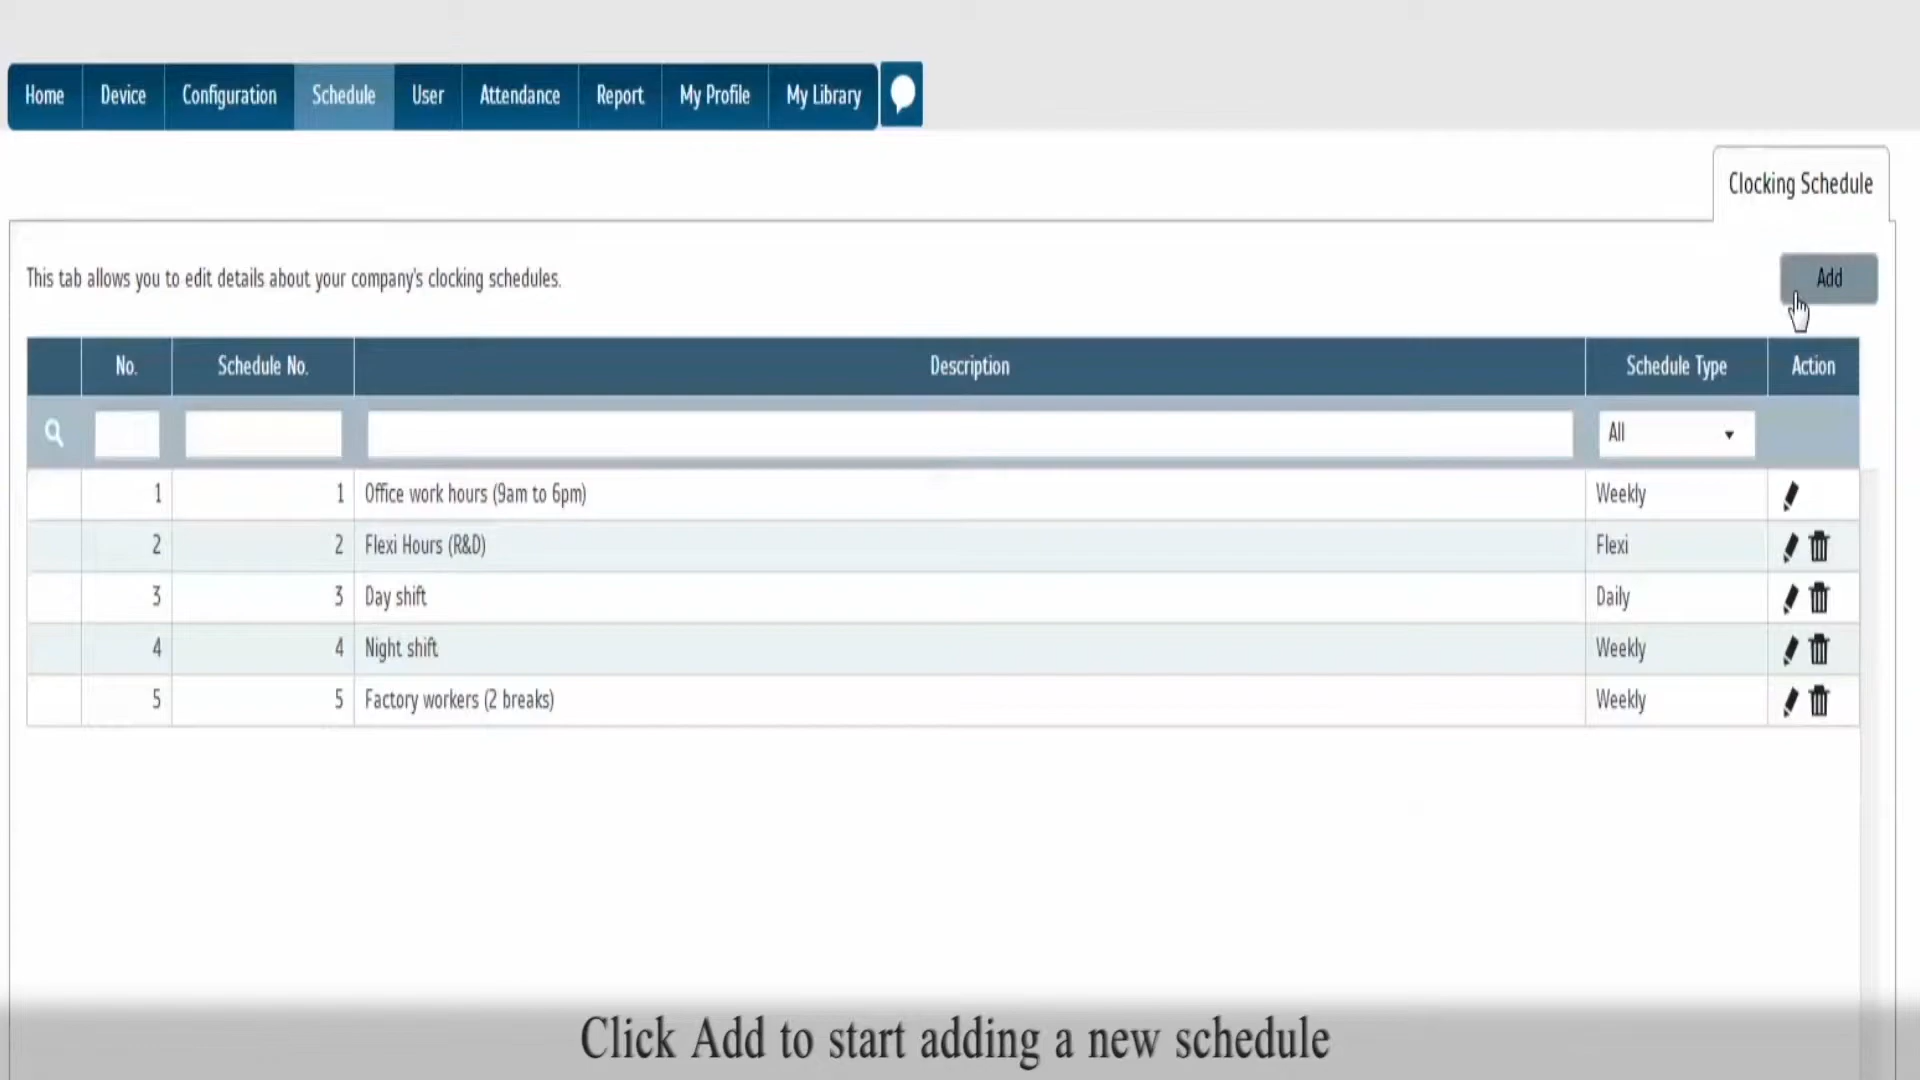 Home Device Configuration Schedule User Attendance Report My Profile My Library
Clocking Schedule
This tab allows you to edit details about your company's clocking schedules.
Add
No. Schedule No. Description Schedule Type Action
All
1 1 Office work hours (9am to 6pm) Weekly
2 2 Flexi Hours (R&D) Flexi
3 3 Day shift Daily
4 4 Night shift Weekly
5 5 Factory workers (2 breaks) Weekly
Click Add to start adding a new schedule